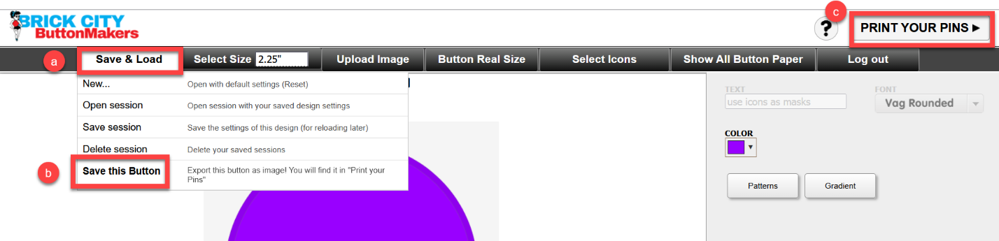 BRICK CITY
ButtonMakers
c
?
PRINT YOUR PINS ►
a
Save & Load
Select Size 2.25"
Upload Image
Button Real Size
Select Icons
Show All Button Paper
Log out
New... Open with default settings (Reset)
Open session Open session with your saved design settings
Save session Save the settings of this design (for reloading later)
Delete session Delete your saved sessions
b
Save this Button Export this button as image! You will find it in "Print your
Pins"
TEXT
use icons as masks
FONT
Vag Rounded
COLOR
Patterns
Gradient